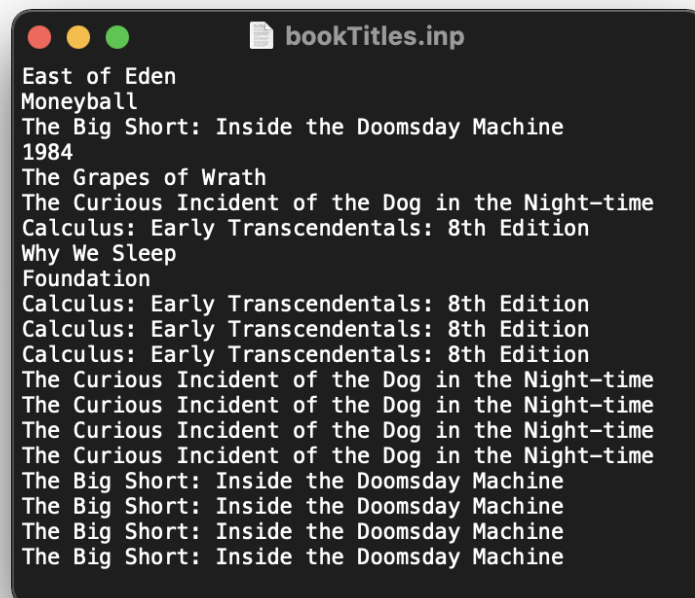 bookTitles.inp
East of Eden
Moneyball
The Big Short: Inside the Doomsday Machine
1984
The Grapes of Wrath
The Curious Incident of the Dog in the Night-time
Calculus: Early Transcendentals: 8th Edition
Why We Sleep
Foundation
Calculus: Early Transcendentals: 8th Edition
Calculus: Early Transcendentals: 8th Edition
Calculus: Early Transcendentals: 8th Edition
The Curious Incident of the Dog in the Night-time
The Curious Incident of the Dog in the Night-time
The Curious Incident of the Dog in the Night-time
The Curious Incident of the Dog in the Night-time
The Big Short: Inside the Doomsday Machine
The Big Short: Inside the Doomsday Machine
The Big Short: Inside the Doomsday Machine
The Big Short: Inside the Doomsday Machine